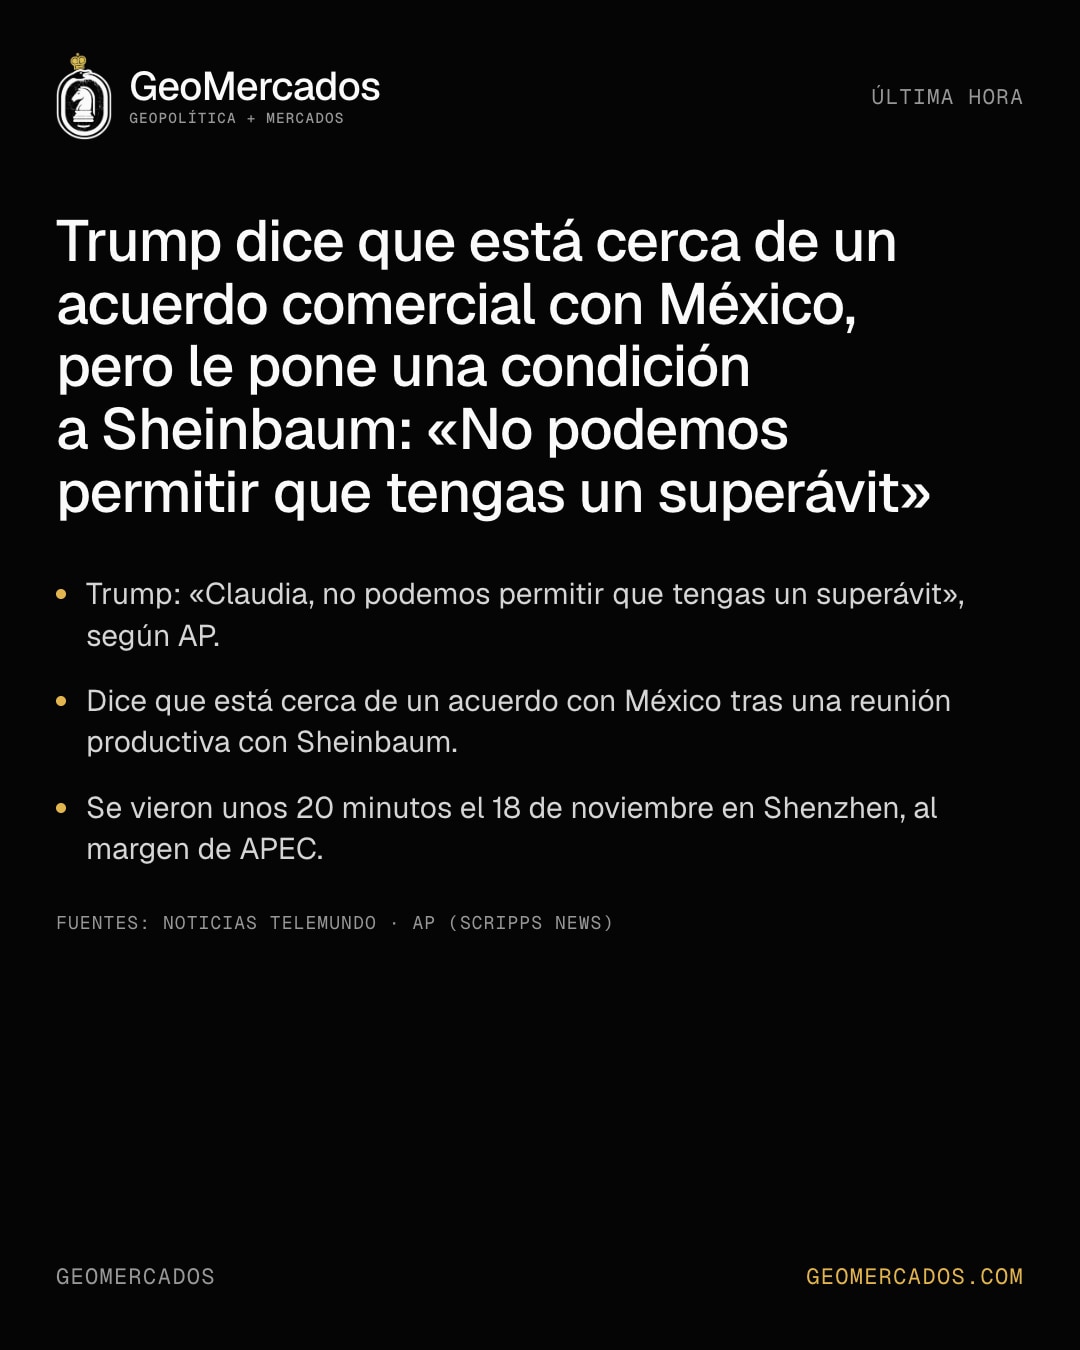 GeoMercados
GEOPOLÍTICA + MERCADOS
ÚLTIMA HORA
Trump dice que está cerca de un
acuerdo comercial con México,
pero le pone una condición
a Sheinbaum: «No podemos
permitir que tengas un superávit»
• Trump: «Claudia, no podemos permitir que tengas un superávit»,
según AP.
• Dice que está cerca de un acuerdo con México tras una reunión
productiva con Sheinbaum.
• Se vieron unos 20 minutos el 18 de noviembre en Shenzhen, al
margen de APEC.
FUENTES: NOTICIAS TELEMUNDO · AP (SCRIPPS NEWS)
GEOMERCADOS
GEOMERCADOS.COM